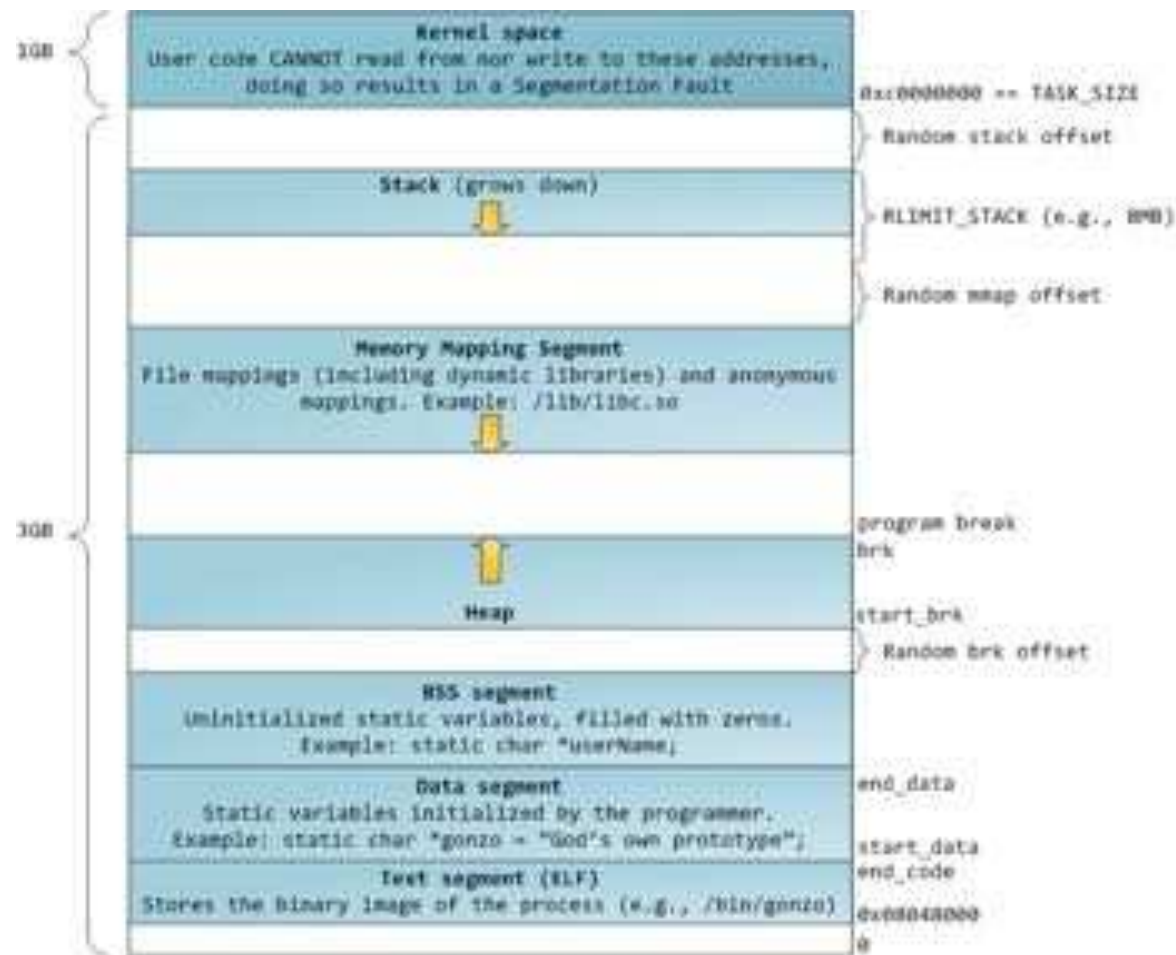 1GB
Kernel space
User code CANNOT read from nor write to these addresses,
doing so results in a Segmentation Fault
0xc0000000 == TASK_SIZE
Random stack offset
Stack (grows down)
RLIMIT_STACK (e.g., 8MB)
Random mmap offset
Memory Mapping Segment
File mappings (including dynamic libraries) and anonymous
mappings. Example: /lib/libc.so
3GB
program break
brk
Heap
start_brk
Random brk offset
BSS segment
Uninitialized static variables, filled with zeros.
Example: static char *userName;
Data segment
Static variables initialized by the programmer.
Example: static char *gonzo = "God's own prototype";
end_data
start_data
Text segment (ELF)
Stores the binary image of the process (e.g., /bin/gonzo)
end_code
0x08048000
0